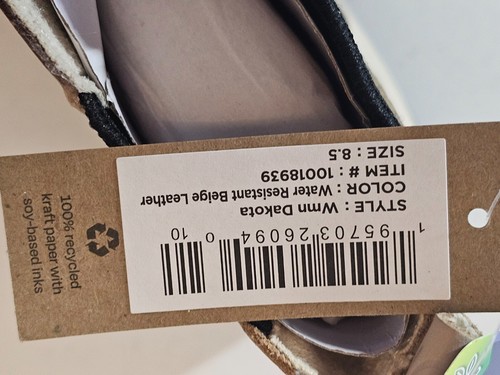 STYLE : Wmn Dakota
COLOR : Water Resistant Beige Leather
ITEM # : 10018939
SIZE : 8.5
1 95703 26094 0 10
100% recycled
kraft paper with
soy-based inks